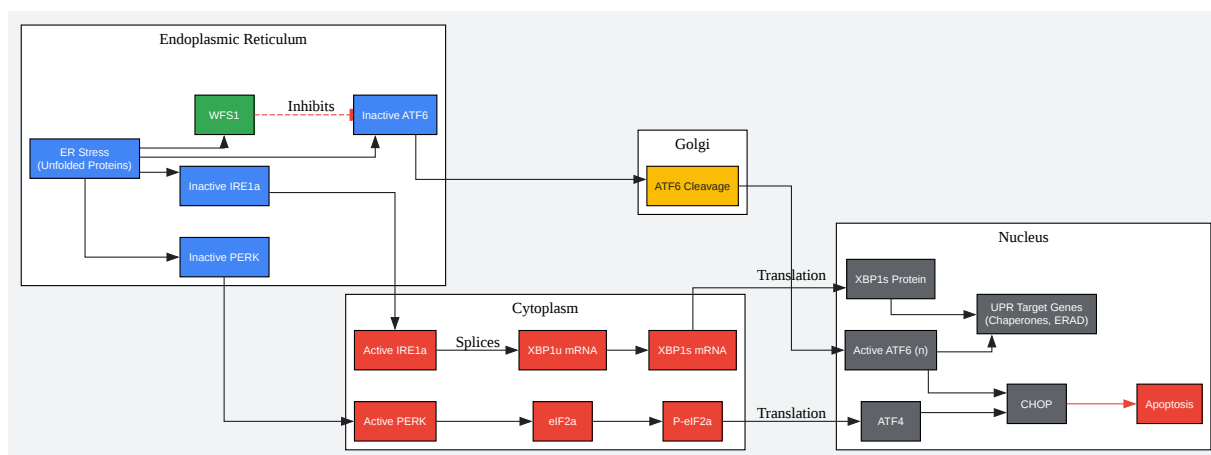 Endoplasmic Reticulum
WFS1
Inhibits
Inactive ATF6
ER Stress
(Unfolded Proteins)
Inactive IRE1a
Inactive PERK
Golgi
ATF6 Cleavage
Cytoplasm
Active IRE1a
Splices
XBP1u mRNA
XBP1s mRNA
Active PERK
eIF2a
P-eIF2a
Translation
Translation
Nucleus
XBP1s Protein
UPR Target Genes
(Chaperones, ERAD)
Active ATF6 (n)
CHOP
Apoptosis
ATF4